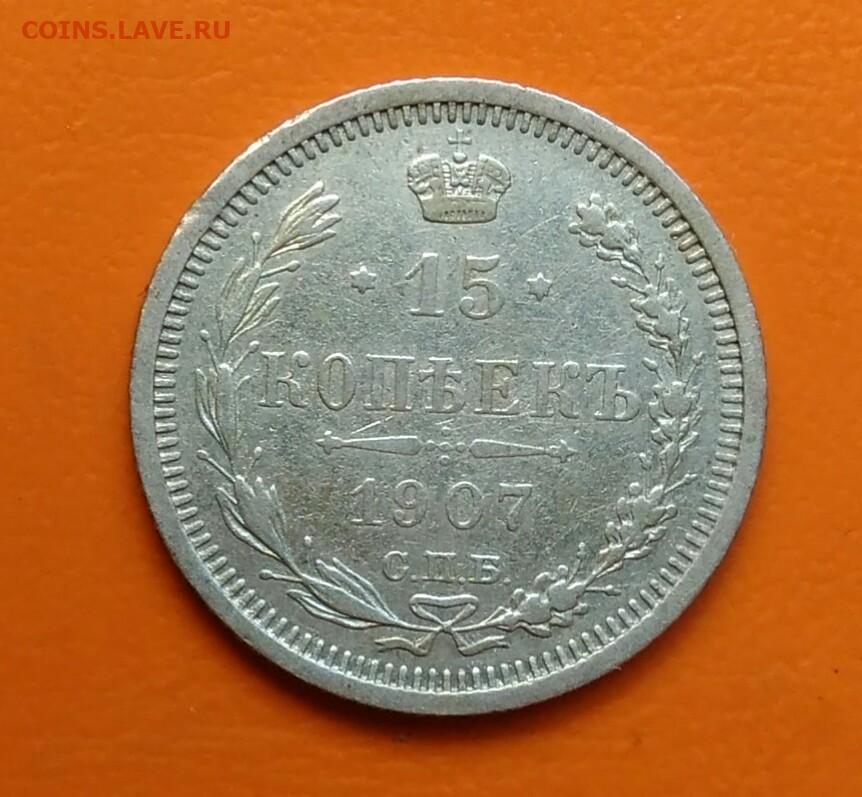 COINS.LAVE.RU
* 15 *
КОПѢЕКЪ
1907
С.П.Б.